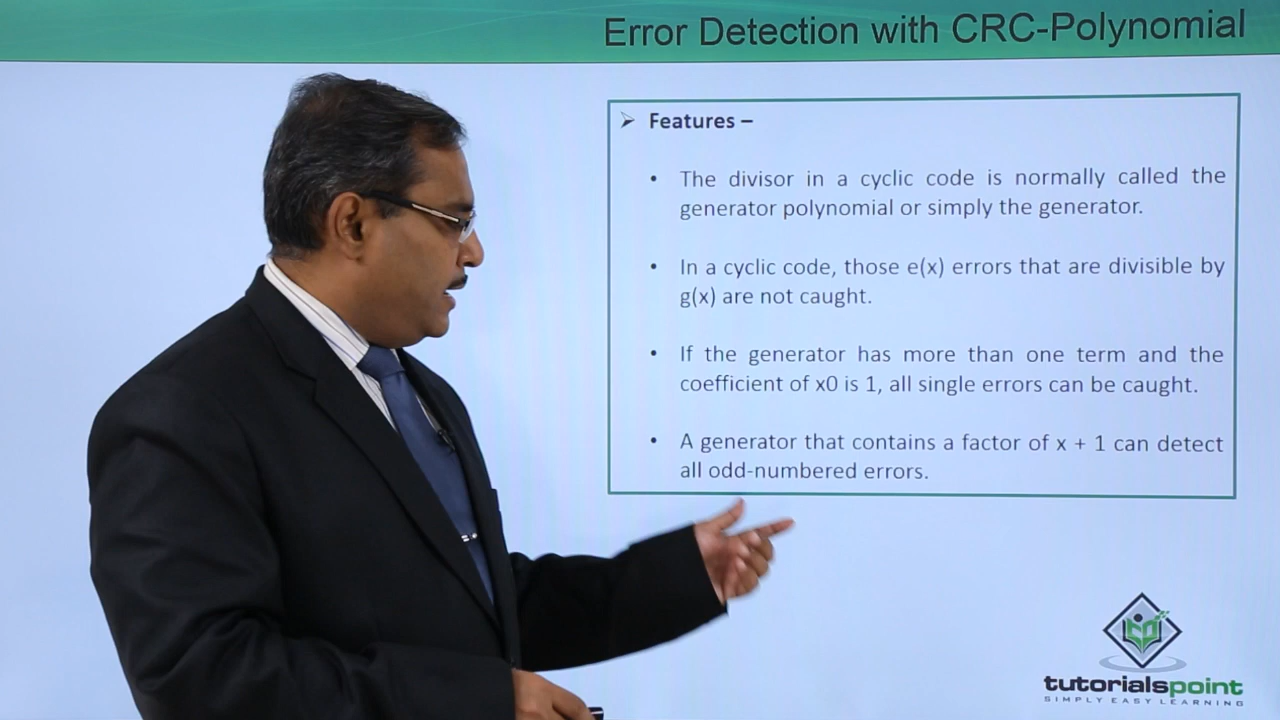 Error Detection with CRC-Polynomial
➢ Features –
• The divisor in a cyclic code is normally called the
generator polynomial or simply the generator.
• In a cyclic code, those e(x) errors that are divisible by
g(x) are not caught.
• If the generator has more than one term and the
coefficient of x0 is 1, all single errors can be caught.
• A generator that contains a factor of x + 1 can detect
all odd-numbered errors.
tutorialspoint
SIMPLY EASY LEARNING